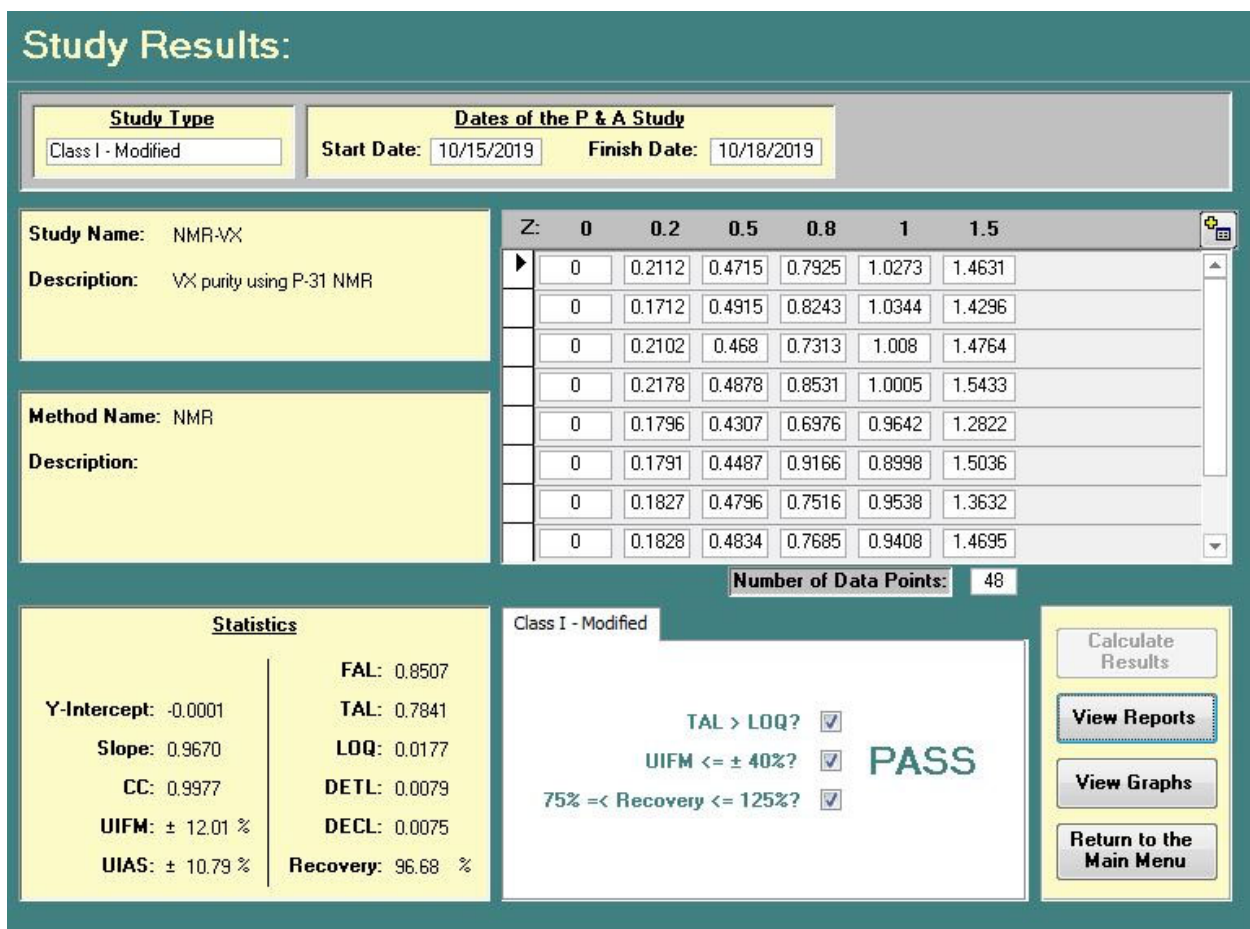 Study Results:
Study Type
Class I - Modified
Dates of the P & A Study
Start Date: 10/15/2019 Finish Date: 10/18/2019
Study Name: NMR-VX
Description: VX purity using P-31 NMR
Method Name: NMR
Description:
Z: 0 0.2 0.5 0.8 1 1.5
0 0.2112 0.4715 0.7925 1.0273 1.4631
0 0.1712 0.4915 0.8243 1.0344 1.4296
0 0.2102 0.468 0.7313 1.008 1.4764
0 0.2178 0.4878 0.8531 1.0005 1.5433
0 0.1796 0.4307 0.6976 0.9642 1.2822
0 0.1791 0.4487 0.9166 0.8998 1.5036
0 0.1827 0.4796 0.7516 0.9538 1.3632
0 0.1828 0.4834 0.7685 0.9408 1.4695
Number of Data Points: 48
Statistics
Y-Intercept: -0.0001
Slope: 0.9670
CC: 0.9977
UIFM: ± 12.01 %
UIAS: ± 10.79 %
FAL: 0.8507
TAL: 0.7841
LOQ: 0.0177
DETL: 0.0079
DECL: 0.0075
Recovery: 96.68 %
Class I - Modified
TAL > LOQ?
UIFM <= ± 40%?
75% =< Recovery <= 125%?
PASS
Calculate
Results
View Reports
View Graphs
Return to the
Main Menu